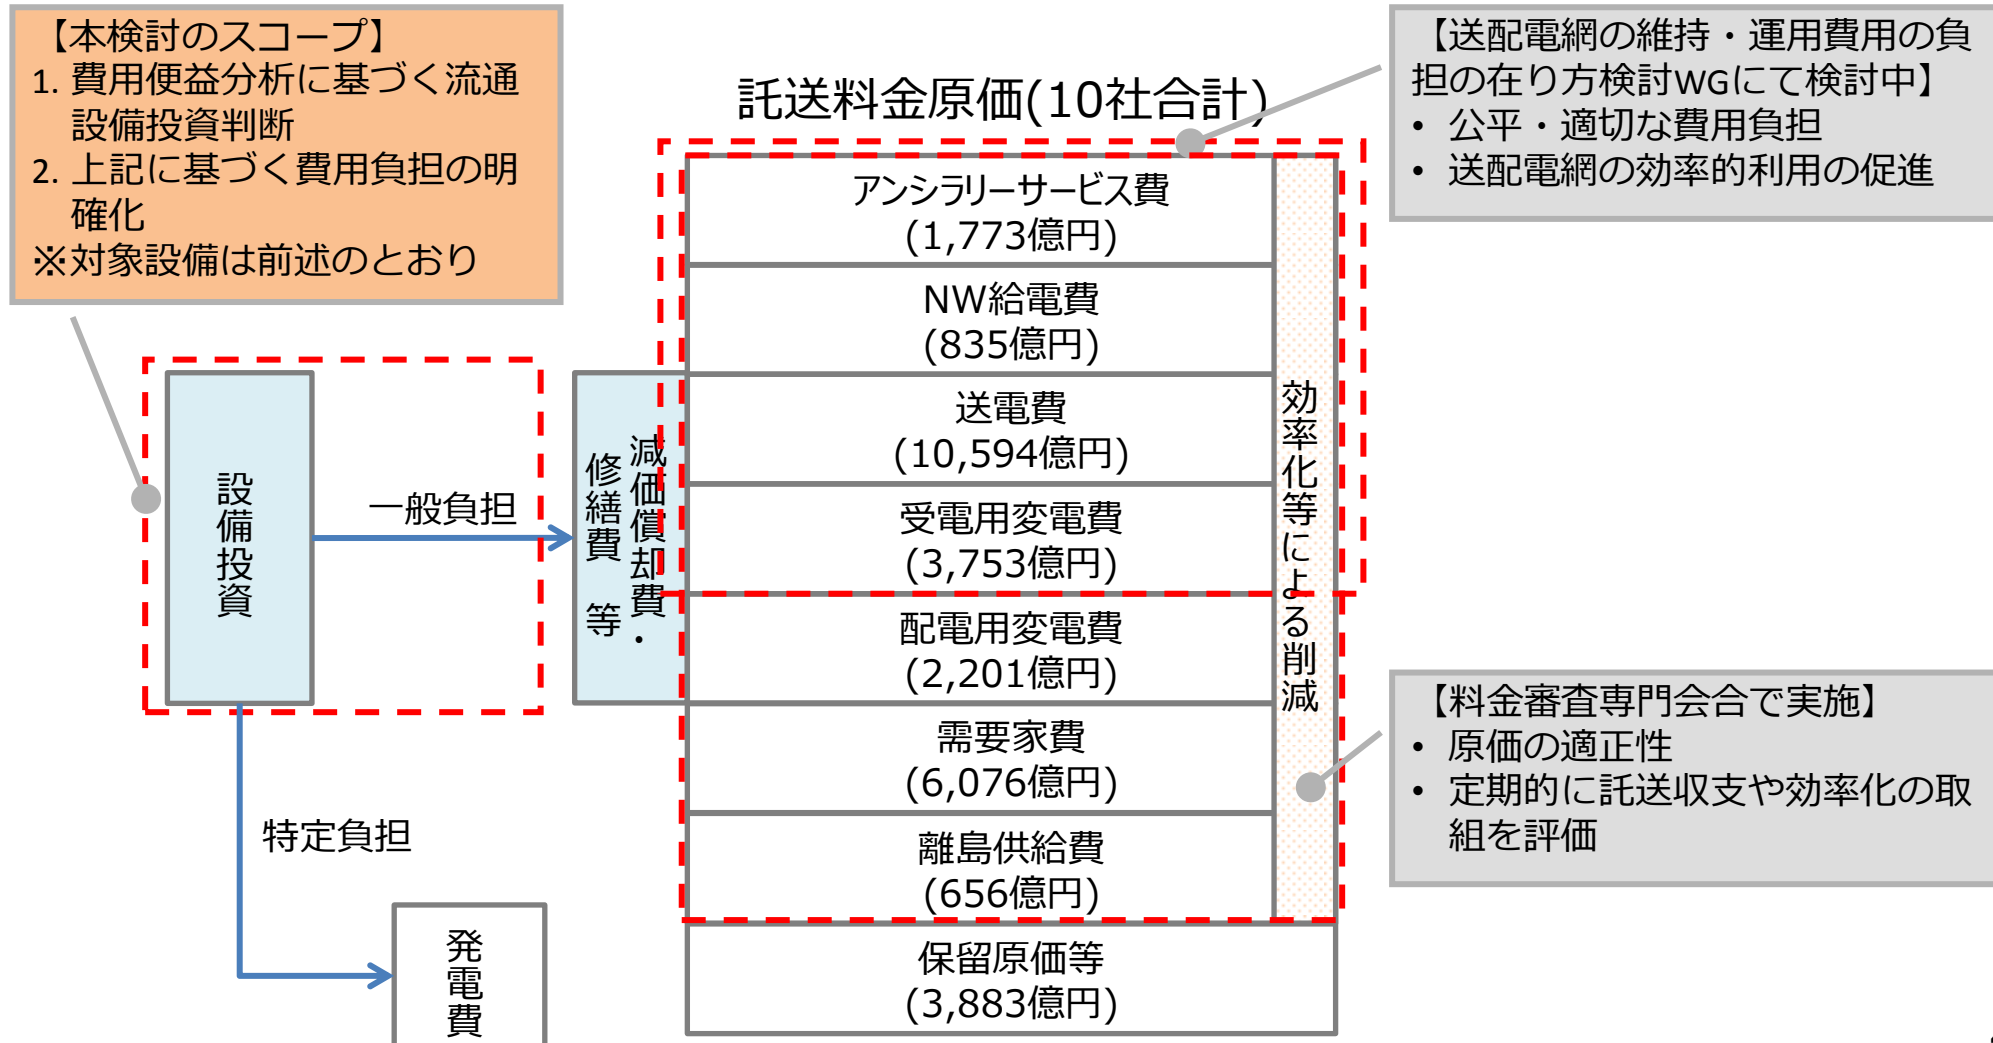 【本検討のスコープ】
1. 費用便益分析に基づく流通
設備投資判断
2. 上記に基づく費用負担の明
確化
※対象設備は前述のとおり
託送料金原価(10社合計)
【送配電網の維持・運用費用の負
担の在り方検討WGにて検討中】
• 公平・適切な費用負担
• 送配電網の効率的利用の促進
アンシラリーサービス費
(1,773億円)
NW給電費
(835億円)
送電費
(10,594億円)
受電用変電費
(3,753億円)
配電用変電費
(2,201億円)
需要家費
(6,076億円)
離島供給費
(656億円)
保留原価等
(3,883億円)
効率化等による削減
減価償却費・
修繕費 等
設備投資
一般負担
特定負担
発電費
【料金審査専門会合で実施】
• 原価の適正性
• 定期的に託送収支や効率化の取
組を評価